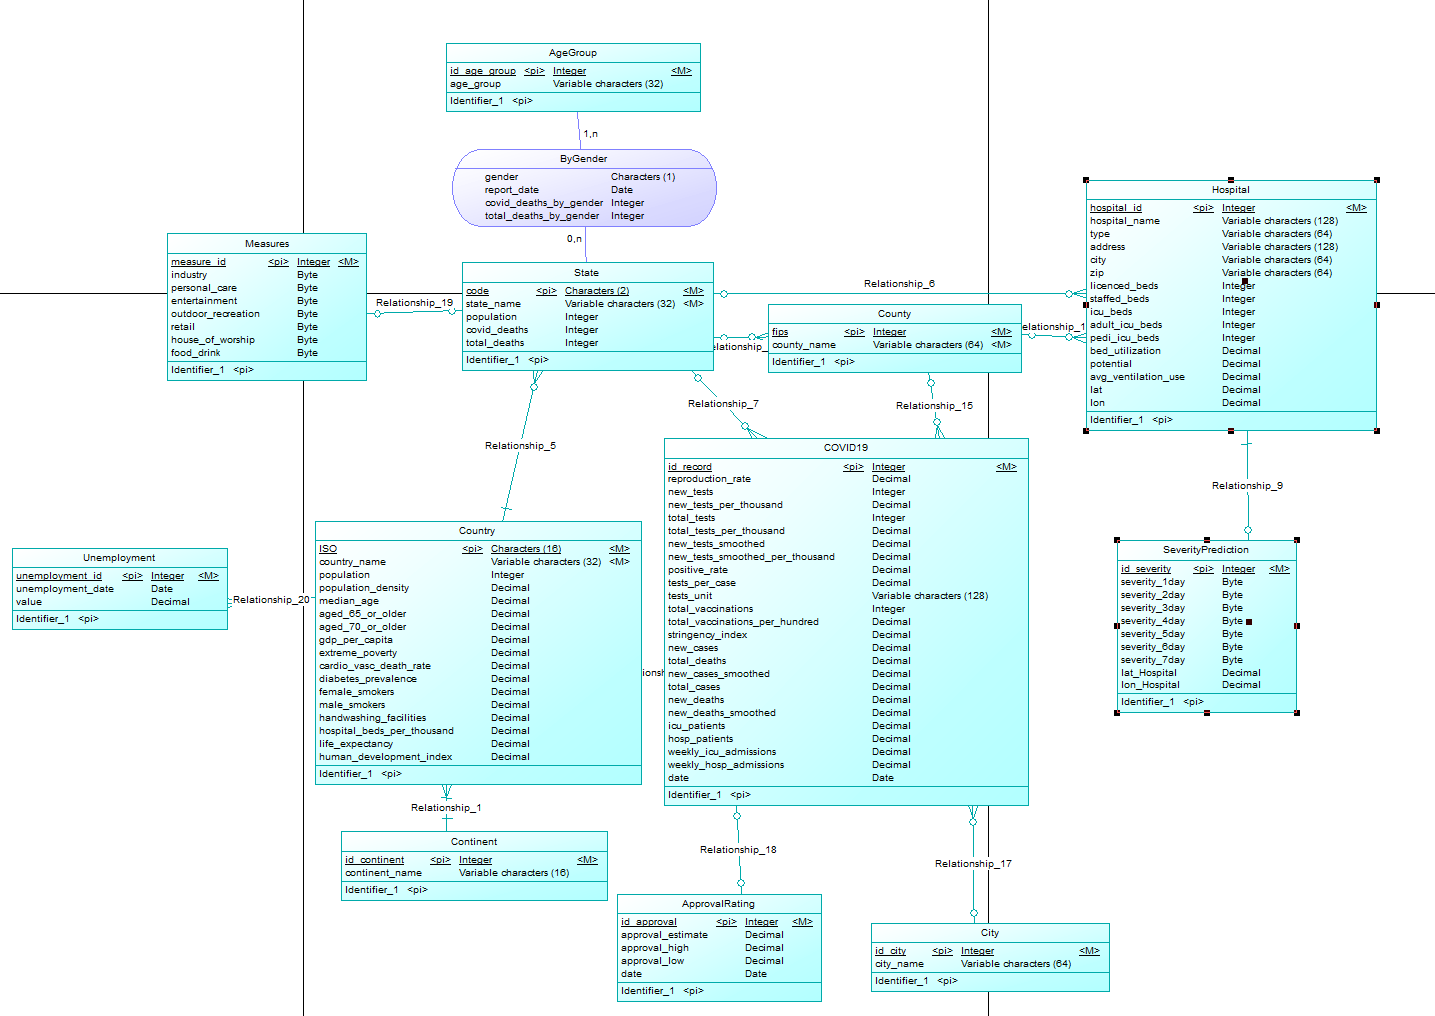 AgeGroup
id_age_group <pi> Integer <M>
age_group Variable characters (32)
Identifier_1 <pi>
1,n
ByGender
gender Characters (1)
report_date Date
covid_deaths_by_gender Integer
total_deaths_by_gender Integer
0,n
Measures
measure_id <pi> Integer <M>
industry Byte
personal_care Byte
entertainment Byte
outdoor_recreation Byte
retail Byte
house_of_worship Byte
food_drink Byte
Identifier_1 <pi>
Relationship_19
State
code <pi> Characters (2) <M>
state_name Variable characters (32) <M>
population Integer
covid_deaths Integer
total_deaths Integer
Identifier_1 <pi>
Relationship_6
elationship_
County
fips <pi> Integer <M>
county_name Variable characters (64) <M>
Identifier_1 <pi>
elationship_1
Hospital
hospital_id <pi> Integer <M>
hospital_name Variable characters (128)
type Variable characters (64)
address Variable characters (128)
city Variable characters (64)
zip Variable characters (64)
licenced_beds Integer
staffed_beds Integer
icu_beds Integer
adult_icu_beds Integer
pedi_icu_beds Integer
bed_utilization Decimal
potential Decimal
avg_ventilation_use Decimal
lat Decimal
lon Decimal
Identifier_1 <pi>
Relationship_7
Relationship_15
Relationship_5
Relationship_9
COVID19
id_record <pi> Integer <M>
reproduction_rate Decimal
new_tests Integer
new_tests_per_thousand Decimal
total_tests Integer
total_tests_per_thousand Decimal
new_tests_smoothed Decimal
new_tests_smoothed_per_thousand Decimal
positive_rate Decimal
tests_per_case Decimal
tests_unit Variable characters (128)
total_vaccinations Integer
total_vaccinations_per_hundred Decimal
stringency_index Decimal
new_cases Decimal
total_deaths Decimal
new_cases_smoothed Decimal
total_cases Decimal
new_deaths Decimal
new_deaths_smoothed Decimal
icu_patients Decimal
hosp_patients Decimal
weekly_icu_admissions Decimal
weekly_hosp_admissions Decimal
date Date
Identifier_1 <pi>
Country
ISO <pi> Characters (16) <M>
country_name Variable characters (32) <M>
population Integer
population_density Decimal
median_age Decimal
aged_65_or_older Decimal
aged_70_or_older Decimal
gdp_per_capita Decimal
extreme_poverty Decimal
cardio_vasc_death_rate Decimal
diabetes_prevalence Decimal
female_smokers Decimal
male_smokers Decimal
handwashing_facilities Decimal
hospital_beds_per_thousand Decimal
life_expectancy Decimal
human_development_index Decimal
Identifier_1 <pi>
ionsh
Unemployment
unemployment_id <pi> Integer <M>
unemployment_date Date
value Decimal
Identifier_1 <pi>
Relationship_20
SeverityPrediction
id_severity <pi> Integer <M>
severity_1day Byte
severity_2day Byte
severity_3day Byte
severity_4day Byte
severity_5day Byte
severity_6day Byte
severity_7day Byte
lat_Hospital Decimal
lon_Hospital Decimal
Identifier_1 <pi>
Relationship_1
Continent
id_continent <pi> Integer <M>
continent_name Variable characters (16)
Identifier_1 <pi>
Relationship_18
Relationship_17
ApprovalRating
id_approval <pi> Integer <M>
approval_estimate Decimal
approval_high Decimal
approval_low Decimal
date Date
Identifier_1 <pi>
City
id_city <pi> Integer <M>
city_name Variable characters (64)
Identifier_1 <pi>